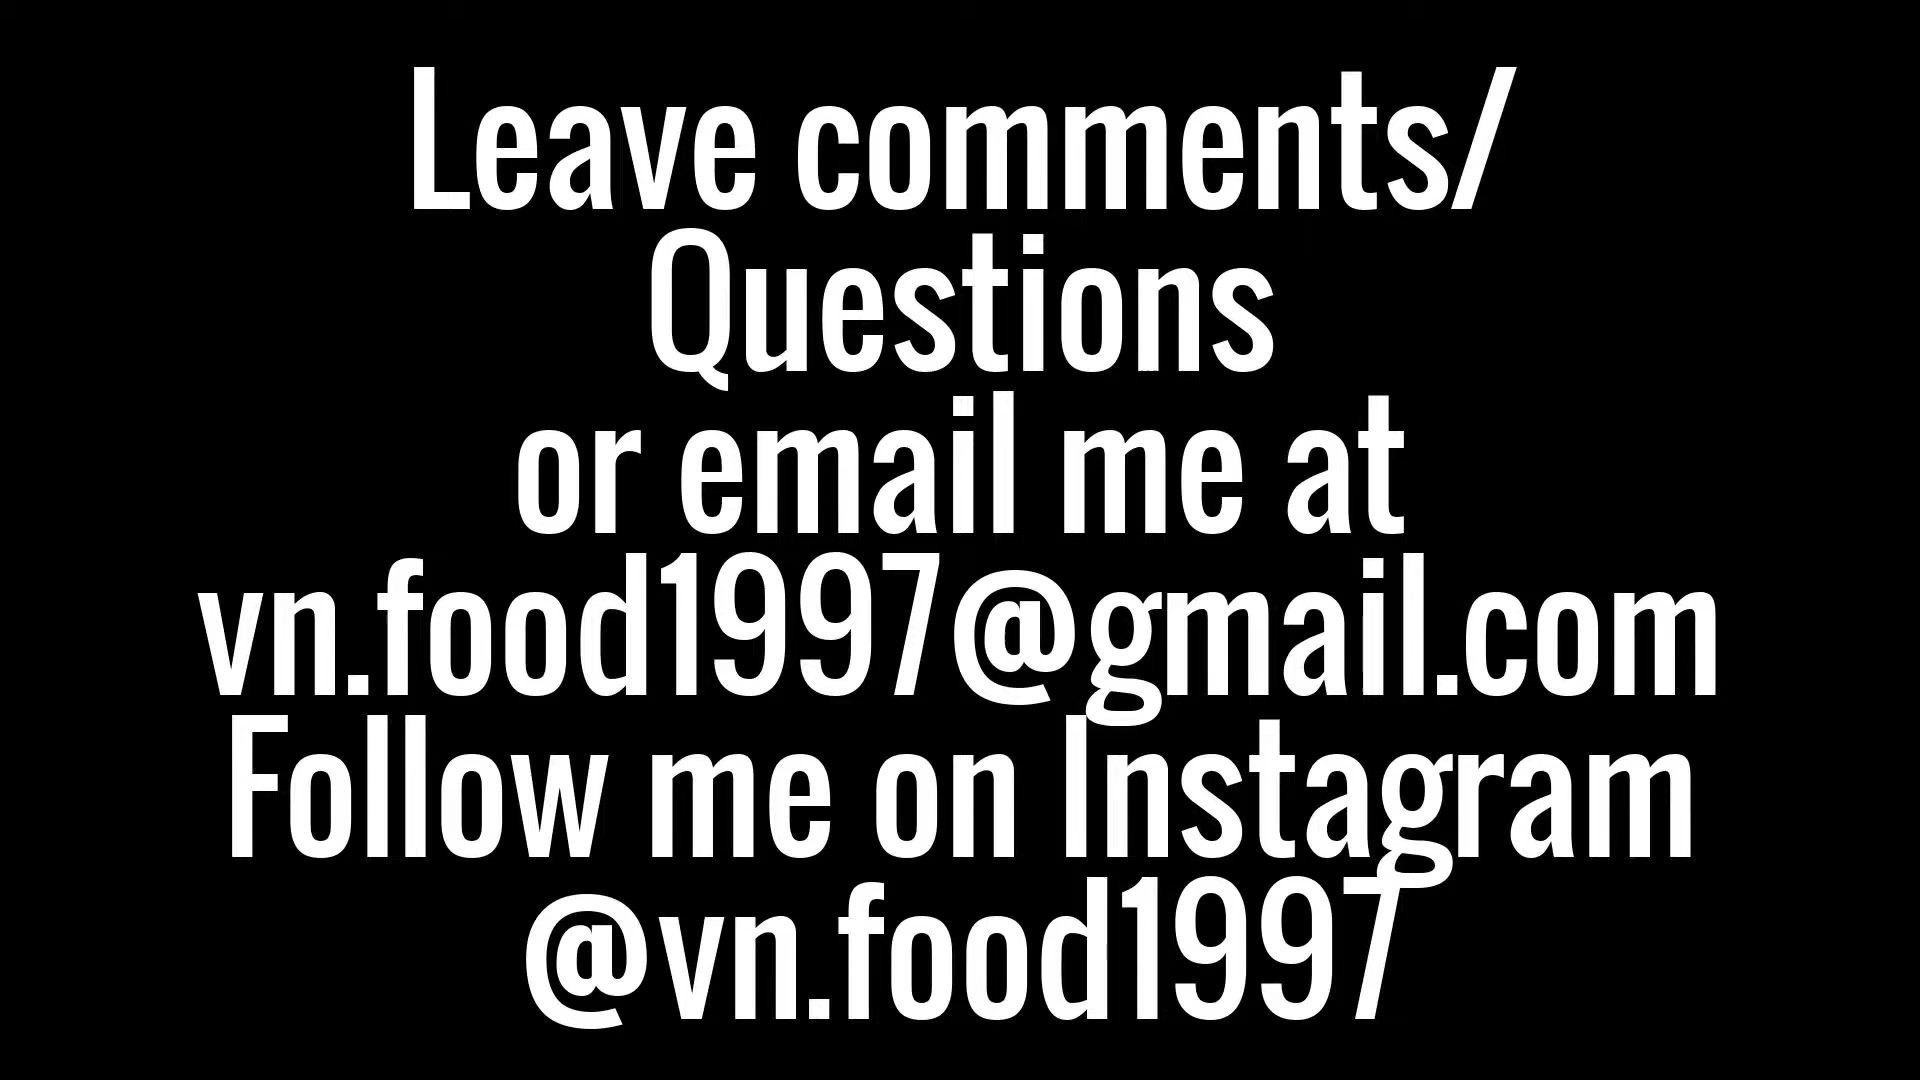 Leave comments/
Questions
or email me at
vn.food1997@gmail.com
Follow me on Instagram
@vn.food1997